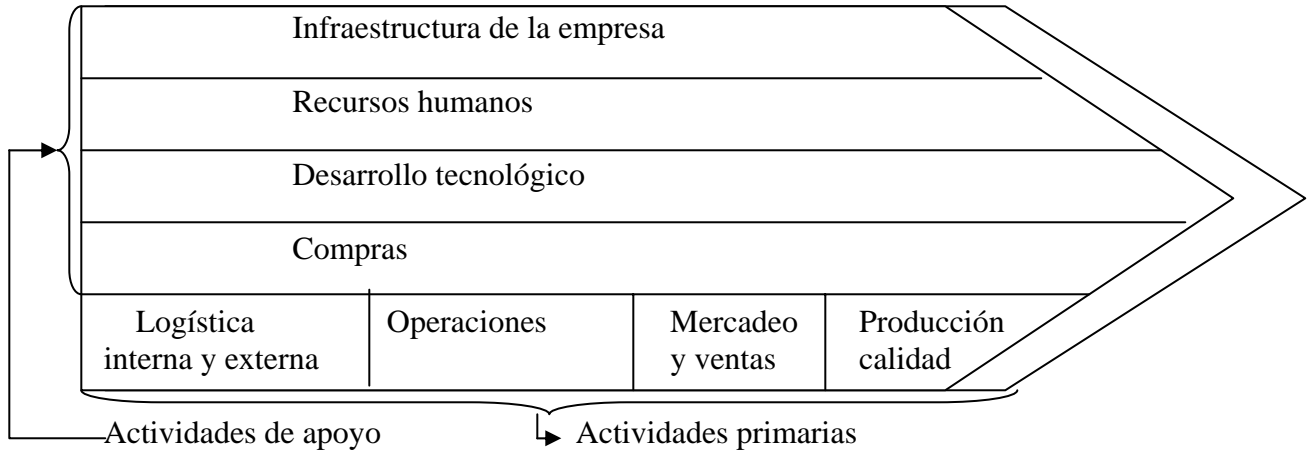 Infraestructura de la empresa
Recursos humanos
Desarrollo tecnológico
Compras
Logística
interna y externa
Operaciones
Mercadeo
y ventas
Producción
calidad
Actividades de apoyo
Actividades primarias